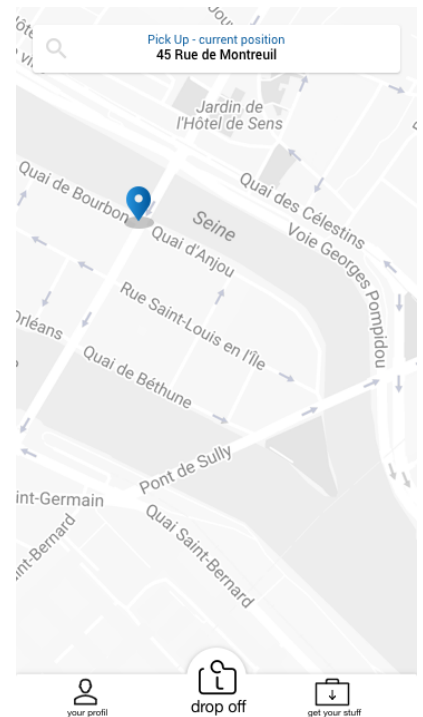 Pick Up - current position
45 Rue de Montreuil
Jardin de
l'Hôtel de Sens
Quai des Célestins
Quai de Bourbon
Seine
Voie Georges Pompidou
Quai d'Anjou
Rue Saint-Louis en l'Île
Orléans
Quai de Béthune
Pont de Sully
int-Germain
Quai Saint-Bernard
int-Bernard
your profil
drop off
get your stuff